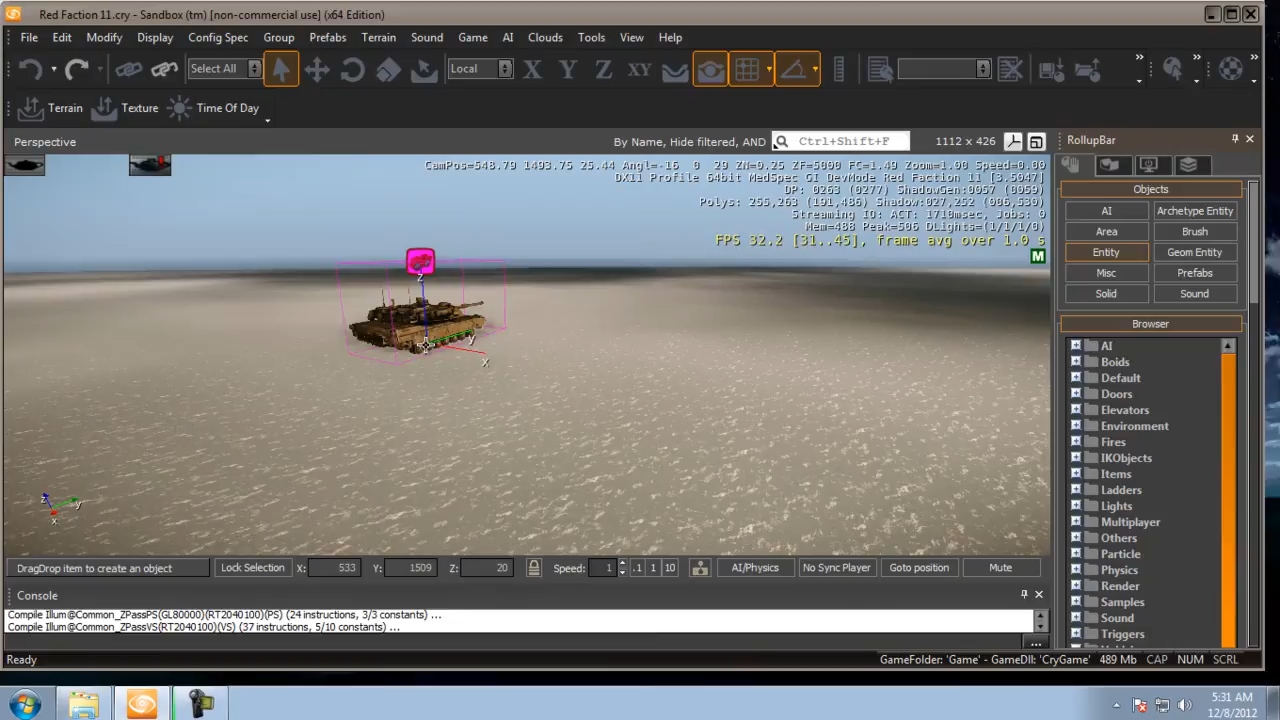 Red Faction 11.cry - Sandbox (tm) [non-commercial use] (x64 Edition)
File Edit Modify Display Config Spec Group Prefabs Terrain Sound Game AI Clouds Tools View Help
Select All Local X Y Z XY
Terrain Texture Time Of Day
Perspective By Name, Hide filtered, AND Ctrl+Shift+F 1112 x 426
CamPos=548.79 1493.75 25.44 Angl=-16 0 29 ZN=0.25 ZF=5000 FC=1.49 Zoom=1.00 Speed=0.00
DX11 Profile 64bit MedSpec GI DevMode Red Faction 11 [3.5047]
DP: 0263 (0277) ShadowGen:0057 (0059)
Polys: 255,263 (191,486) Shadow:027,252 (086,530)
Streaming IO: ACT: 1710msec, Jobs: 0
Mem=488 Peak=506 DLights=(1/1/1/0)
FPS 32.2 [31..45], frame avg over 1.0 s
M
z
y
x
z
y
x
RollupBar
Objects
AI Archetype Entity
Area Brush
Entity Geom Entity
Misc Prefabs
Solid Sound
Browser
AI
Boids
Default
Doors
Elevators
Environment
Fires
IKObjects
Items
Ladders
Lights
Multiplayer
Others
Particle
Physics
Render
Samples
Sound
Triggers
DragDrop item to create an object Lock Selection X: 533 Y: 1509 Z: 20 Speed: 1 .1 1 10 AI/Physics No Sync Player Goto position Mute
Console
Compile Illum@Common_ZPassPS(GL80000)(RT2040100)(PS) (24 instructions, 3/3 constants) ...
Compile Illum@Common_ZPassVS(RT2040100)(VS) (37 instructions, 5/10 constants) ...
...
Ready GameFolder: 'Game' - GameDll: 'CryGame' 489 Mb CAP NUM SCRL
5:31 AM
12/8/2012